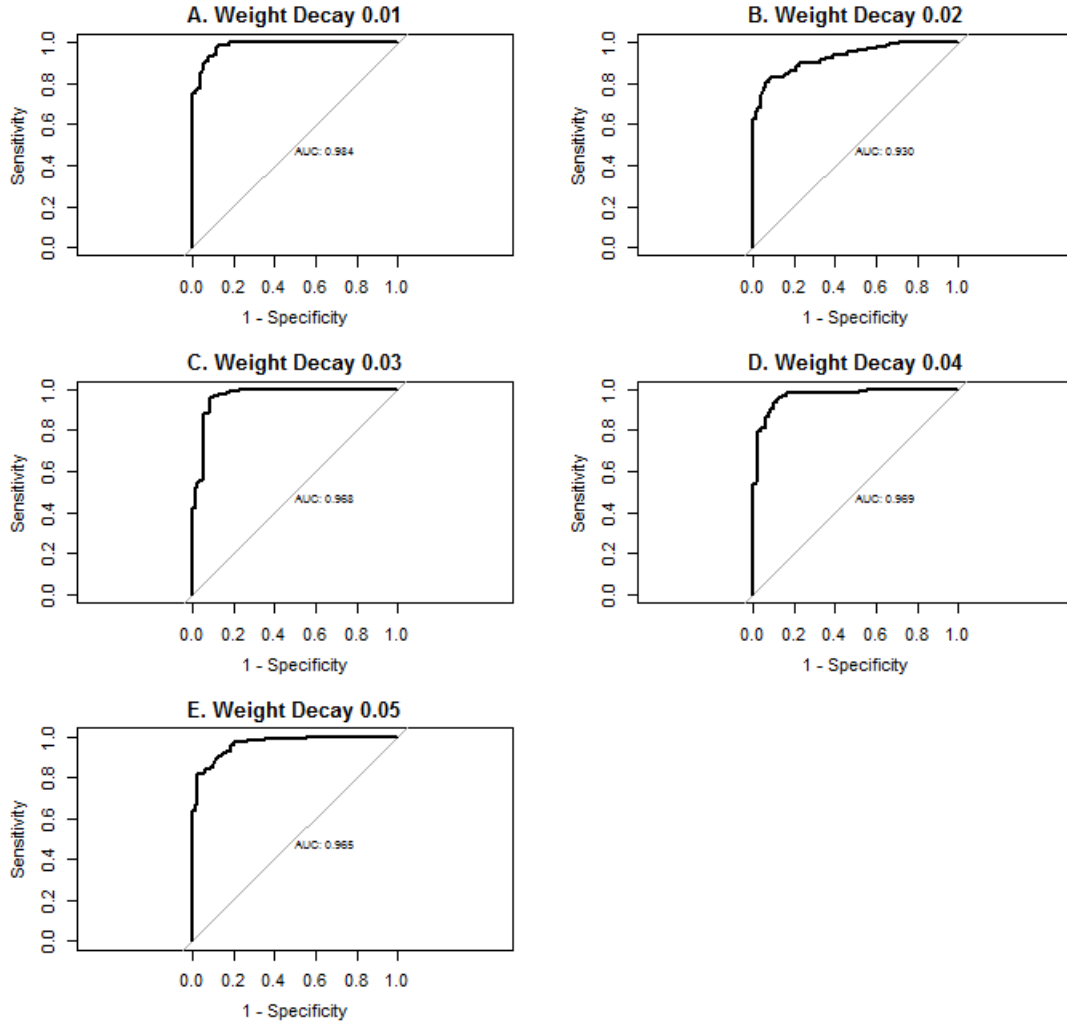 A. Weight Decay 0.01
Sensitivity
0.0 0.2 0.4 0.6 0.8 1.0
AUC: 0.984
0.0 0.2 0.4 0.6 0.8 1.0
1 - Specificity
B. Weight Decay 0.02
Sensitivity
0.0 0.2 0.4 0.6 0.8 1.0
AUC: 0.930
0.0 0.2 0.4 0.6 0.8 1.0
1 - Specificity
C. Weight Decay 0.03
Sensitivity
0.0 0.2 0.4 0.6 0.8 1.0
AUC: 0.968
0.0 0.2 0.4 0.6 0.8 1.0
1 - Specificity
D. Weight Decay 0.04
Sensitivity
0.0 0.2 0.4 0.6 0.8 1.0
AUC: 0.969
0.0 0.2 0.4 0.6 0.8 1.0
1 - Specificity
E. Weight Decay 0.05
Sensitivity
0.0 0.2 0.4 0.6 0.8 1.0
AUC: 0.965
0.0 0.2 0.4 0.6 0.8 1.0
1 - Specificity